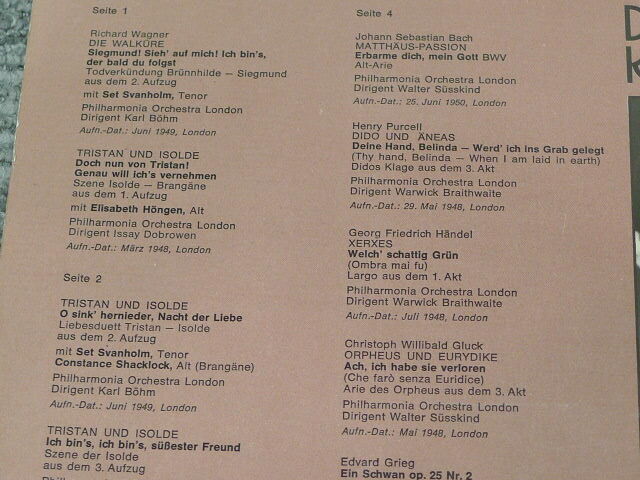 Seite 1
Richard Wagner
DIE WALKÜRE
Siegmund! Sieh' auf mich! Ich bin's,
der bald du folgst
Todverkündung Brünnhilde — Siegmund
aus dem 2. Aufzug
mit Set Svanholm, Tenor
Philharmonia Orchestra London
Dirigent Karl Böhm
Aufn.-Dat.: Juni 1949, London
TRISTAN UND ISOLDE
Doch nun von Tristan!
Genau will ich's vernehmen
Szene Isolde — Brangäne
aus dem 1. Aufzug
mit Elisabeth Höngen, Alt
Philharmonia Orchestra London
Dirigent Issay Dobrowen
Aufn.-Dat.: März 1948, London
Seite 2
TRISTAN UND ISOLDE
O sink' hernieder, Nacht der Liebe
Liebesduett Tristan — Isolde
aus dem 2. Aufzug
mit Set Svanholm, Tenor
Constance Shacklock, Alt (Brangäne)
Philharmonia Orchestra London
Dirigent Karl Böhm
Aufn.-Dat.: Juni 1949, London
TRISTAN UND ISOLDE
Ich bin's, ich bin's, süßester Freund
Szene der Isolde
aus dem 3. Aufzug
Seite 4
Johann Sebastian Bach
MATTHÄUS-PASSION
Erbarme dich, mein Gott BWV
Alt-Arie
Philharmonia Orchestra London
Dirigent Walter Süsskind
Aufn.-Dat.: 25. Juni 1950, London
Henry Purcell
DIDO UND ÄNEAS
Deine Hand, Belinda — Werd' ich ins Grab gelegt
(Thy hand, Belinda — When I am laid in earth)
Didos Klage aus dem 3. Akt
Philharmonia Orchestra London
Dirigent Warwick Braithwaite
Aufn.-Dat.: 29. Mai 1948, London
Georg Friedrich Händel
XERXES
Welch' schattig Grün
(Ombra mai fu)
Largo aus dem 1. Akt
Philharmonia Orchestra London
Dirigent Warwick Braithwaite
Aufn.-Dat.: Juli 1948, London
Christoph Willibald Gluck
ORPHEUS UND EURYDIKE
Ach, ich habe sie verloren
(Che farò senza Euridice)
Arie des Orpheus aus dem 3. Akt
Philharmonia Orchestra London
Dirigent Walter Süsskind
Aufn.-Dat.: Mai 1948, London
Edvard Grieg
Ein Schwan op. 25 Nr. 2